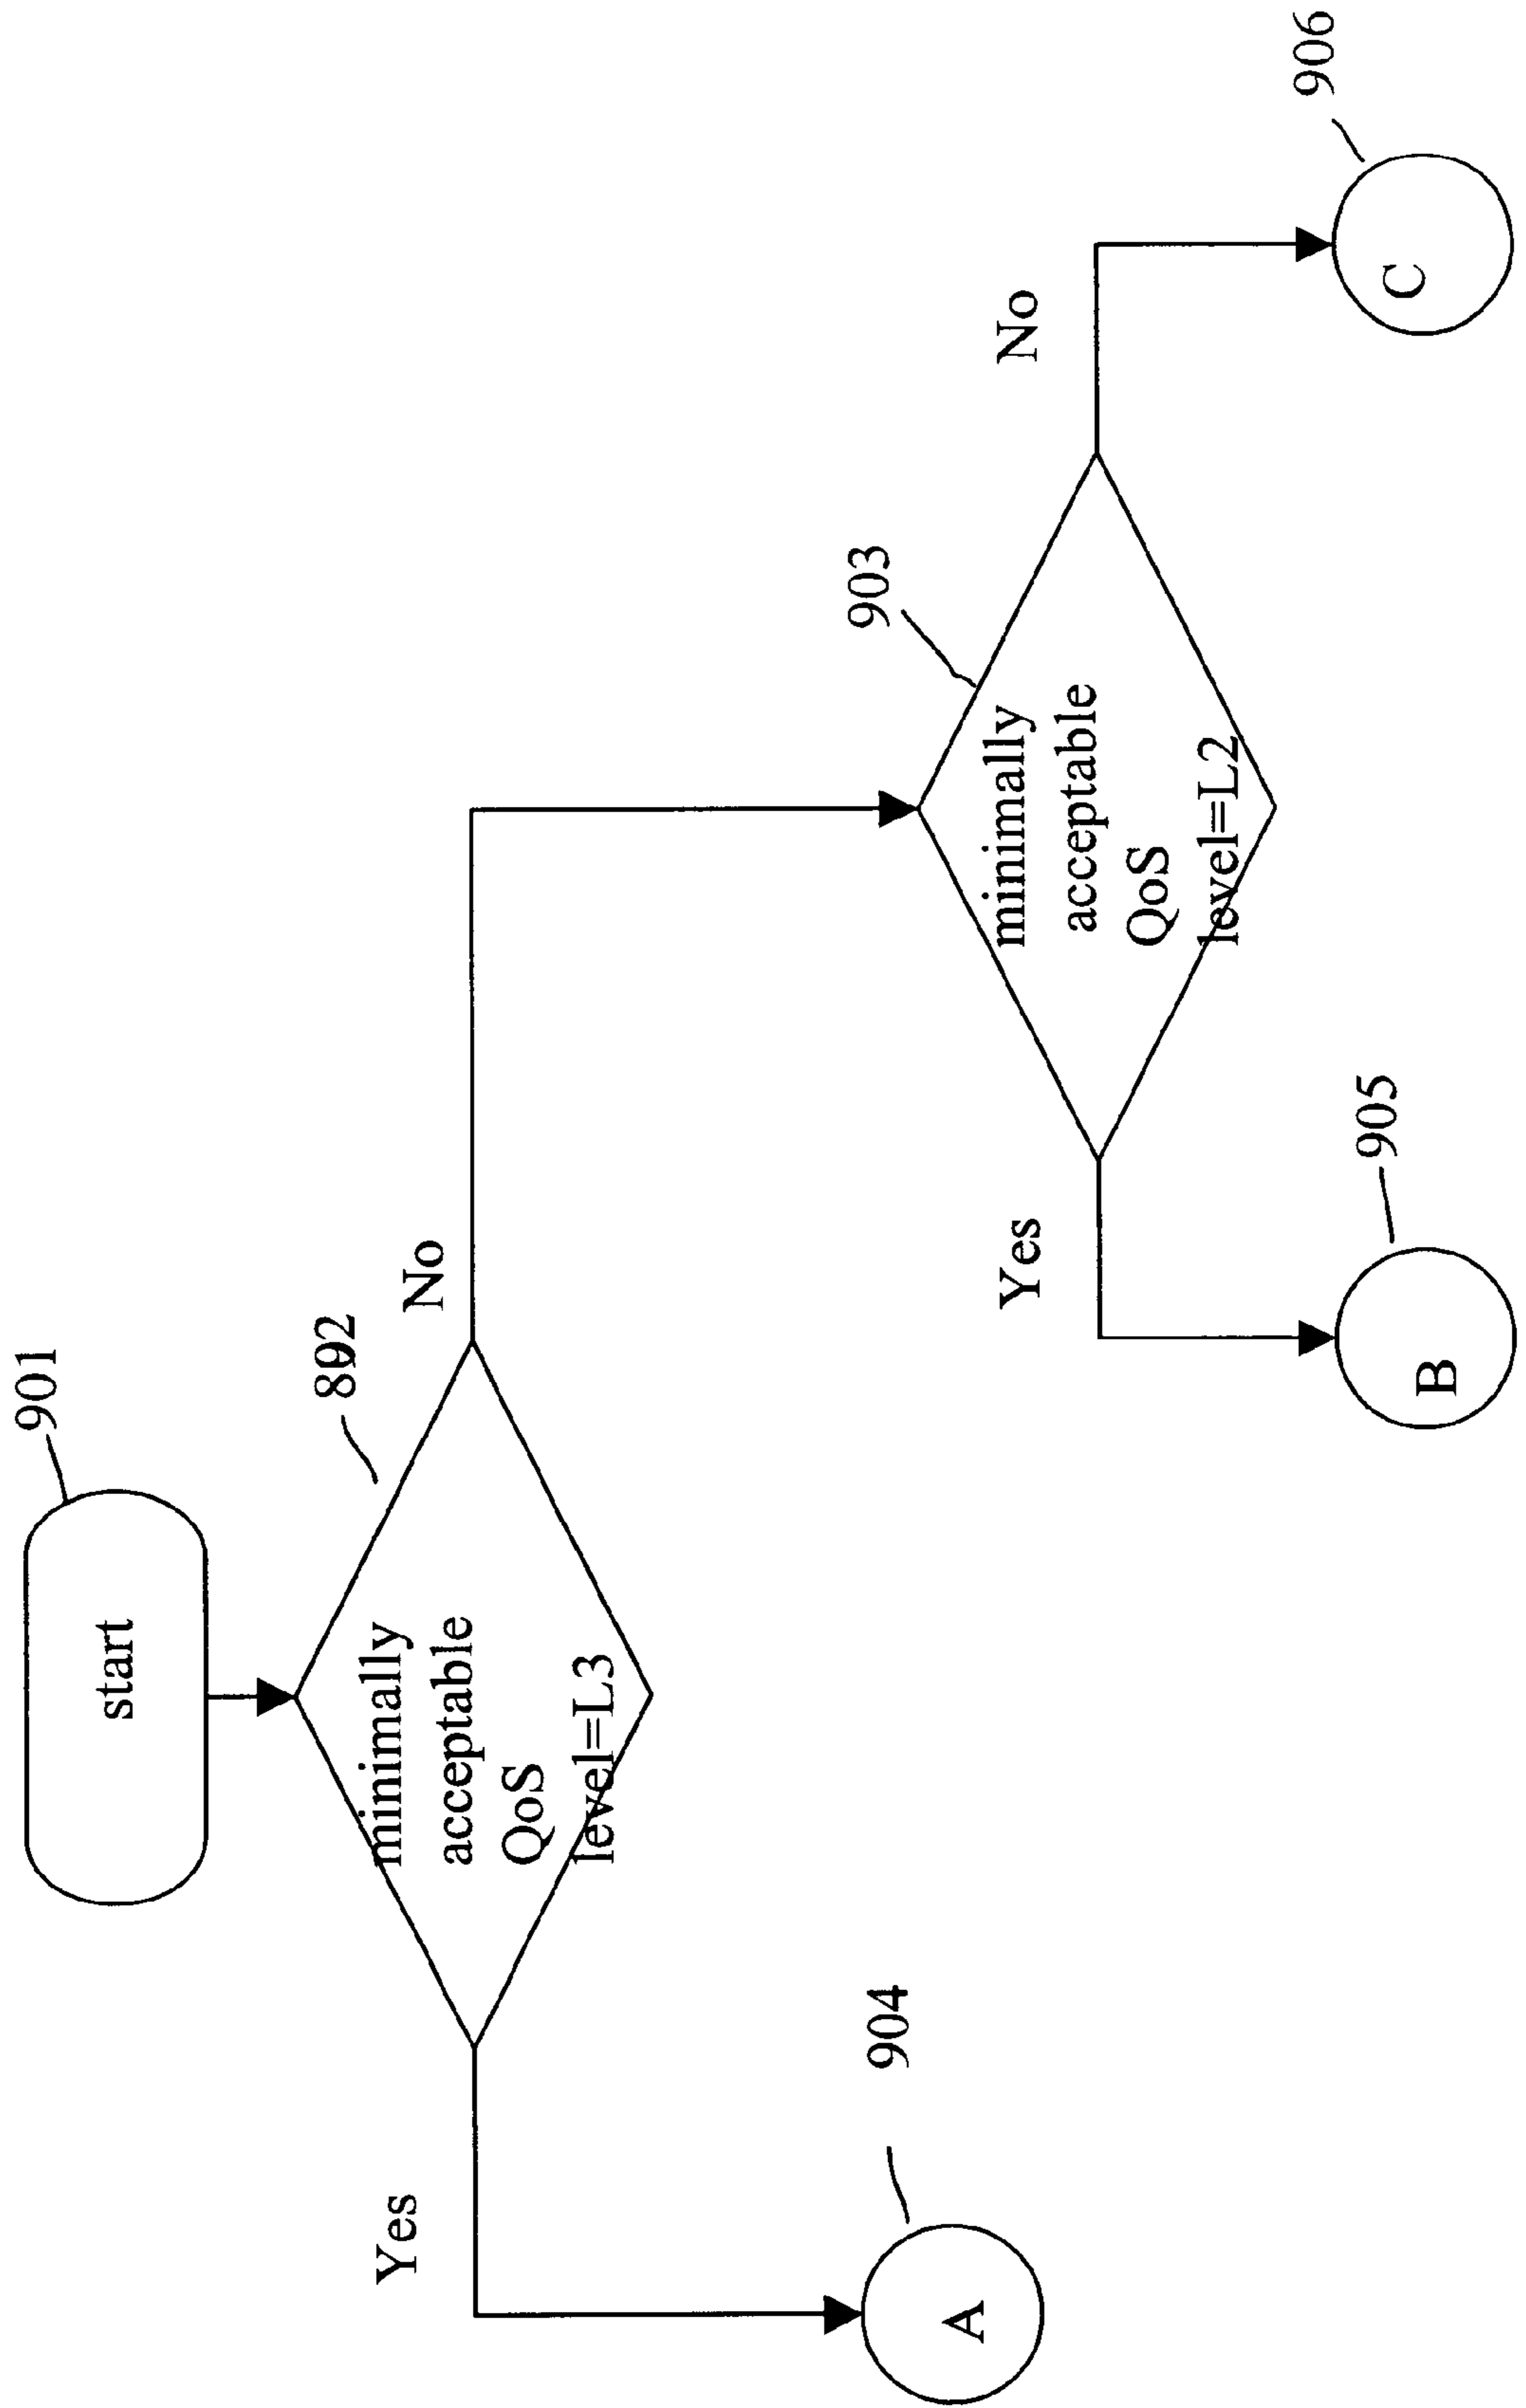 901
start
minimally
acceptable
QoS
level=L3
Yes
No
903
minimally
acceptable
QoS
level=L2
904
A
Yes
No
905
906
B
C